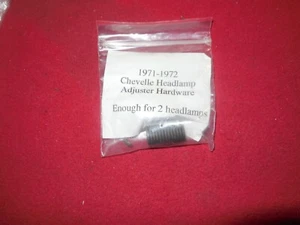 1971-1972
Chevelle Headlamp
Adjuster Hardware
Enough for 2 headlamps